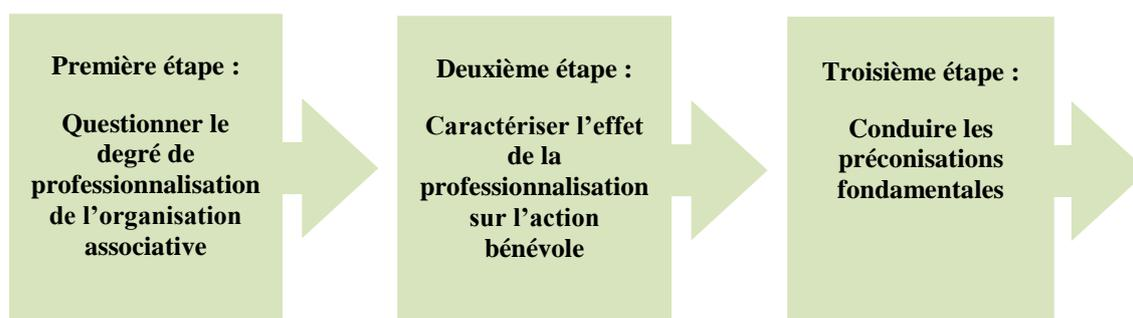 Première étape :
Questionner le
degré de
professionnalisation
de l’organisation
associative
Deuxième étape :
Caractériser l’effet
de la
professionnalisation
sur l’action
bénévole
Troisième étape :
Conduire les
préconisations
fondamentales